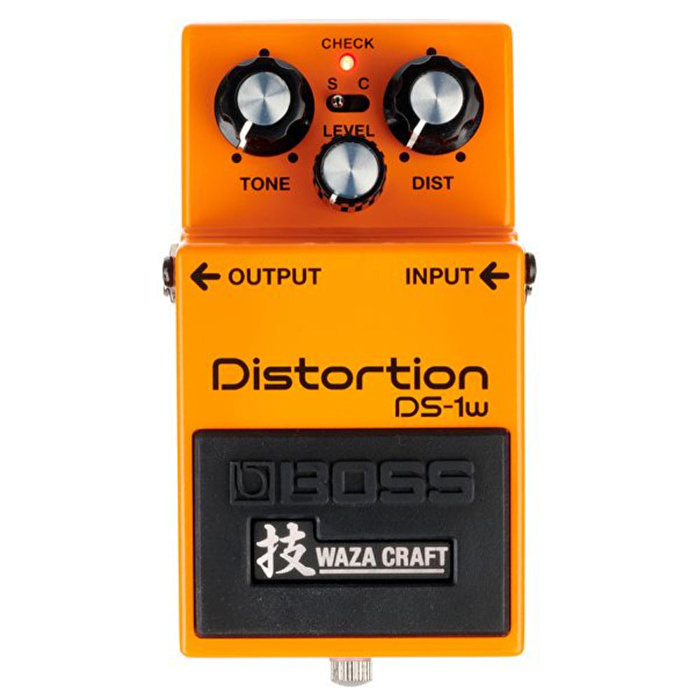 CHECK
S C
LEVEL
TONE
DIST
← OUTPUT
INPUT ←
Distortion
DS-1w
BOSS
技 WAZA CRAFT